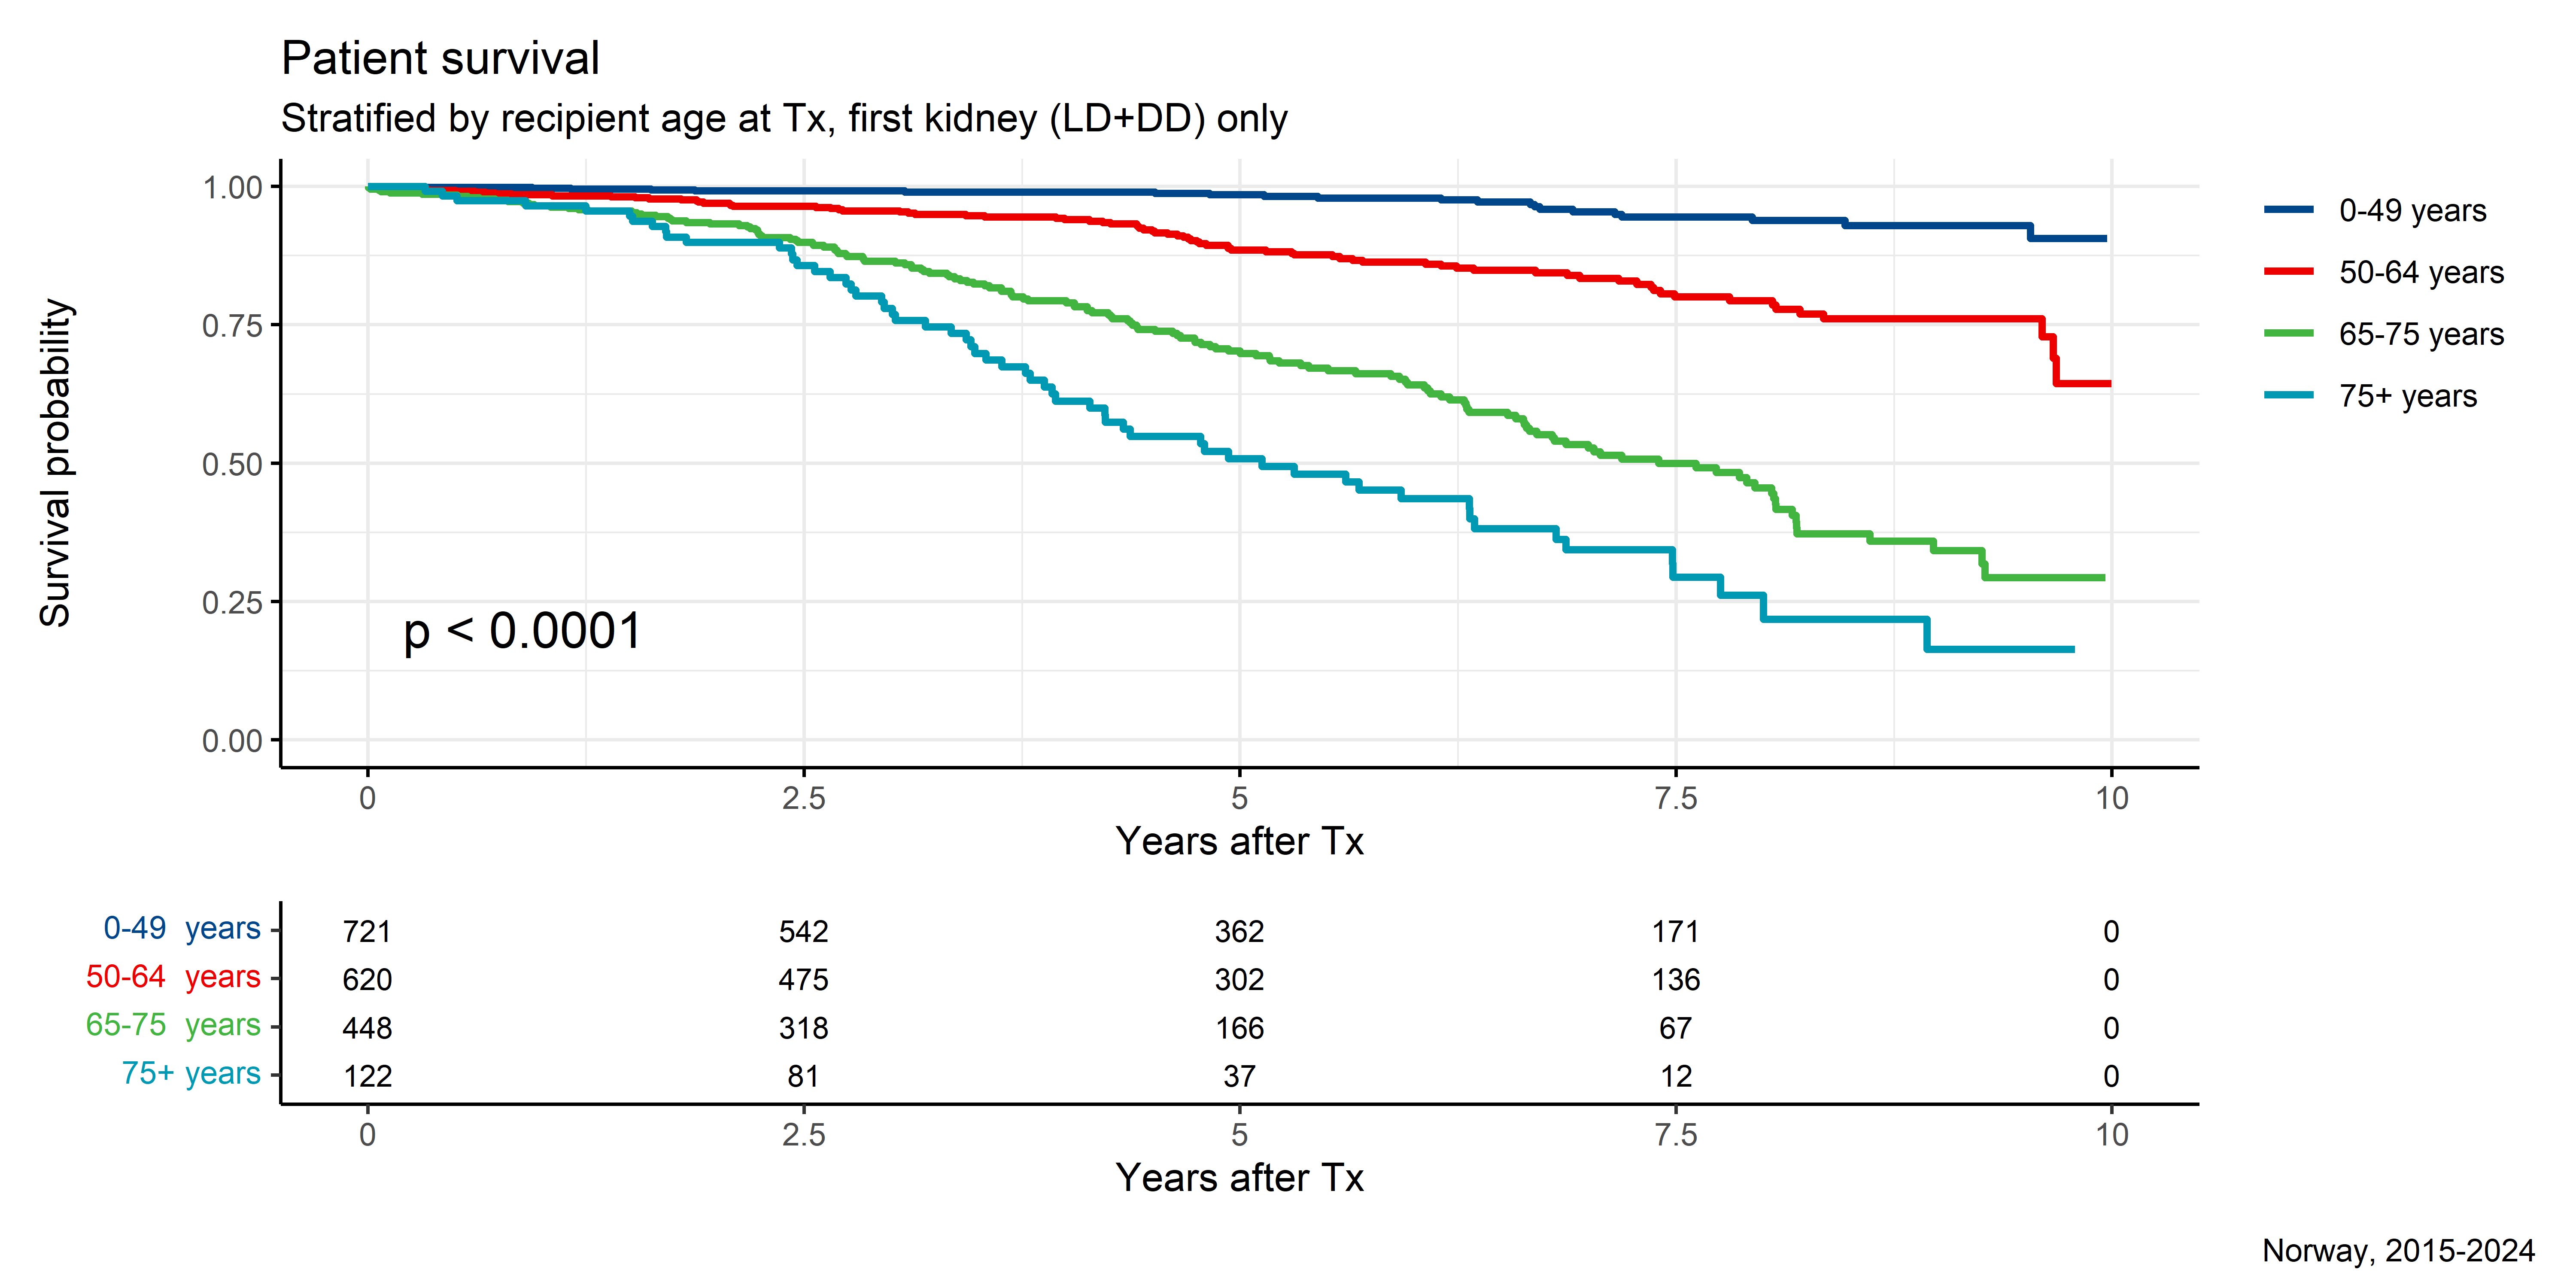 Patient survival
Stratified by recipient age at Tx, first kidney (LD+DD) only
Survival probability
1.00
0.75
0.50
0.25
0.00
p < 0.0001
0 2.5 5 7.5 10
Years after Tx
0-49 years
50-64 years
65-75 years
75+ years
0-49 years 721 542 362 171 0
50-64 years 620 475 302 136 0
65-75 years 448 318 166 67 0
75+ years 122 81 37 12 0
0 2.5 5 7.5 10
Years after Tx
Norway, 2015-2024